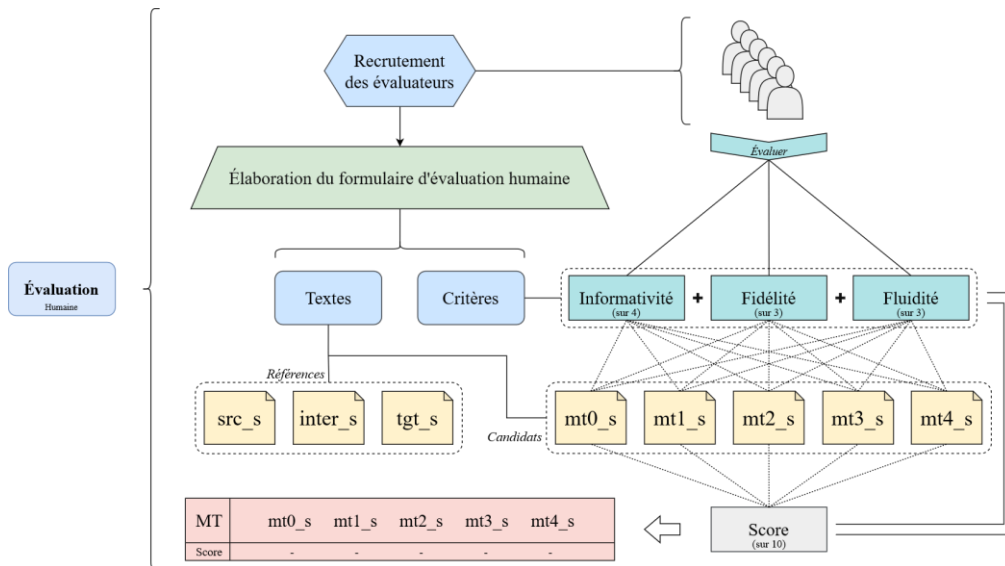 Recrutement
des évaluateurs
Évaluer
Élaboration du formulaire d'évaluation humaine
Évaluation
Humaine
Textes
Critères
Informativité
(sur 4)
+
Fidélité
(sur 3)
+
Fluidité
(sur 3)
Références
src_s
inter_s
tgt_s
Candidats
mt0_s
mt1_s
mt2_s
mt3_s
mt4_s
MT mt0_s mt1_s mt2_s mt3_s mt4_s
Score - - - - -
Score
(sur 10)